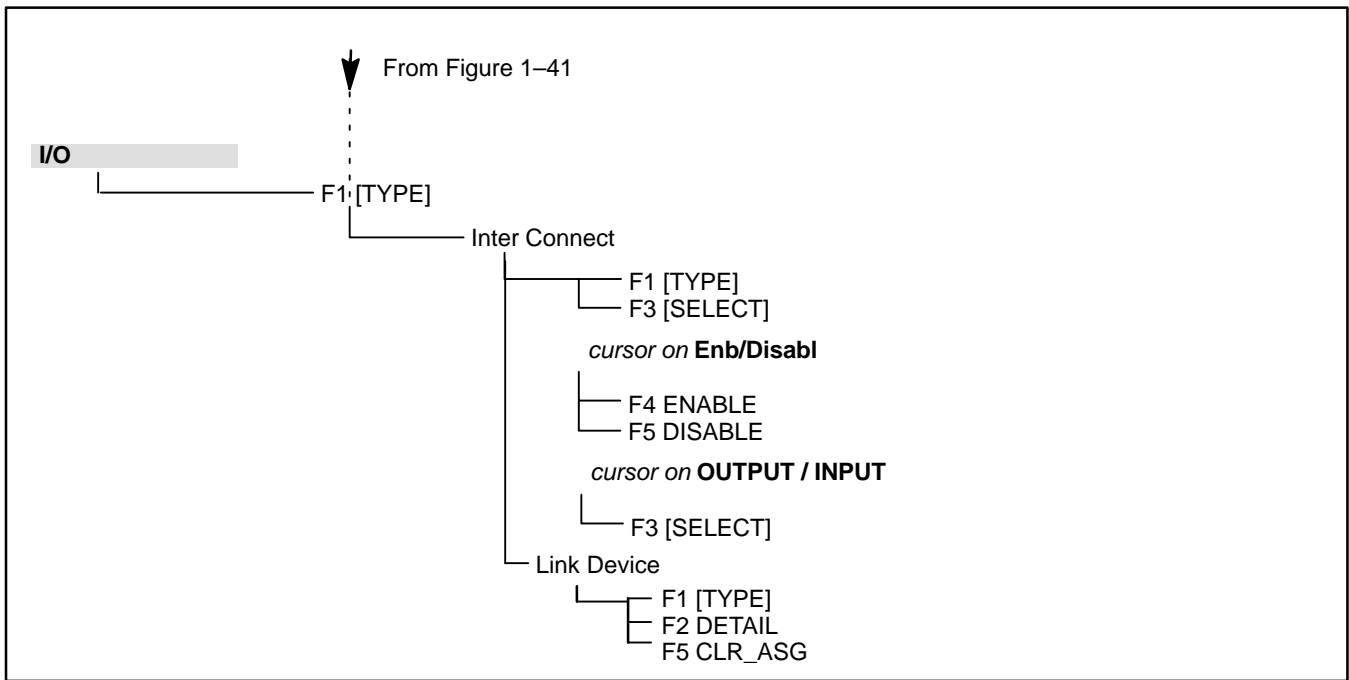 From Figure 1–41
I/O
F1 [TYPE]
Inter Connect
F1 [TYPE]
F3 [SELECT]
cursor on Enb/Disabl
F4 ENABLE
F5 DISABLE
cursor on OUTPUT / INPUT
F3 [SELECT]
Link Device
F1 [TYPE]
F2 DETAIL
F5 CLR_ASG